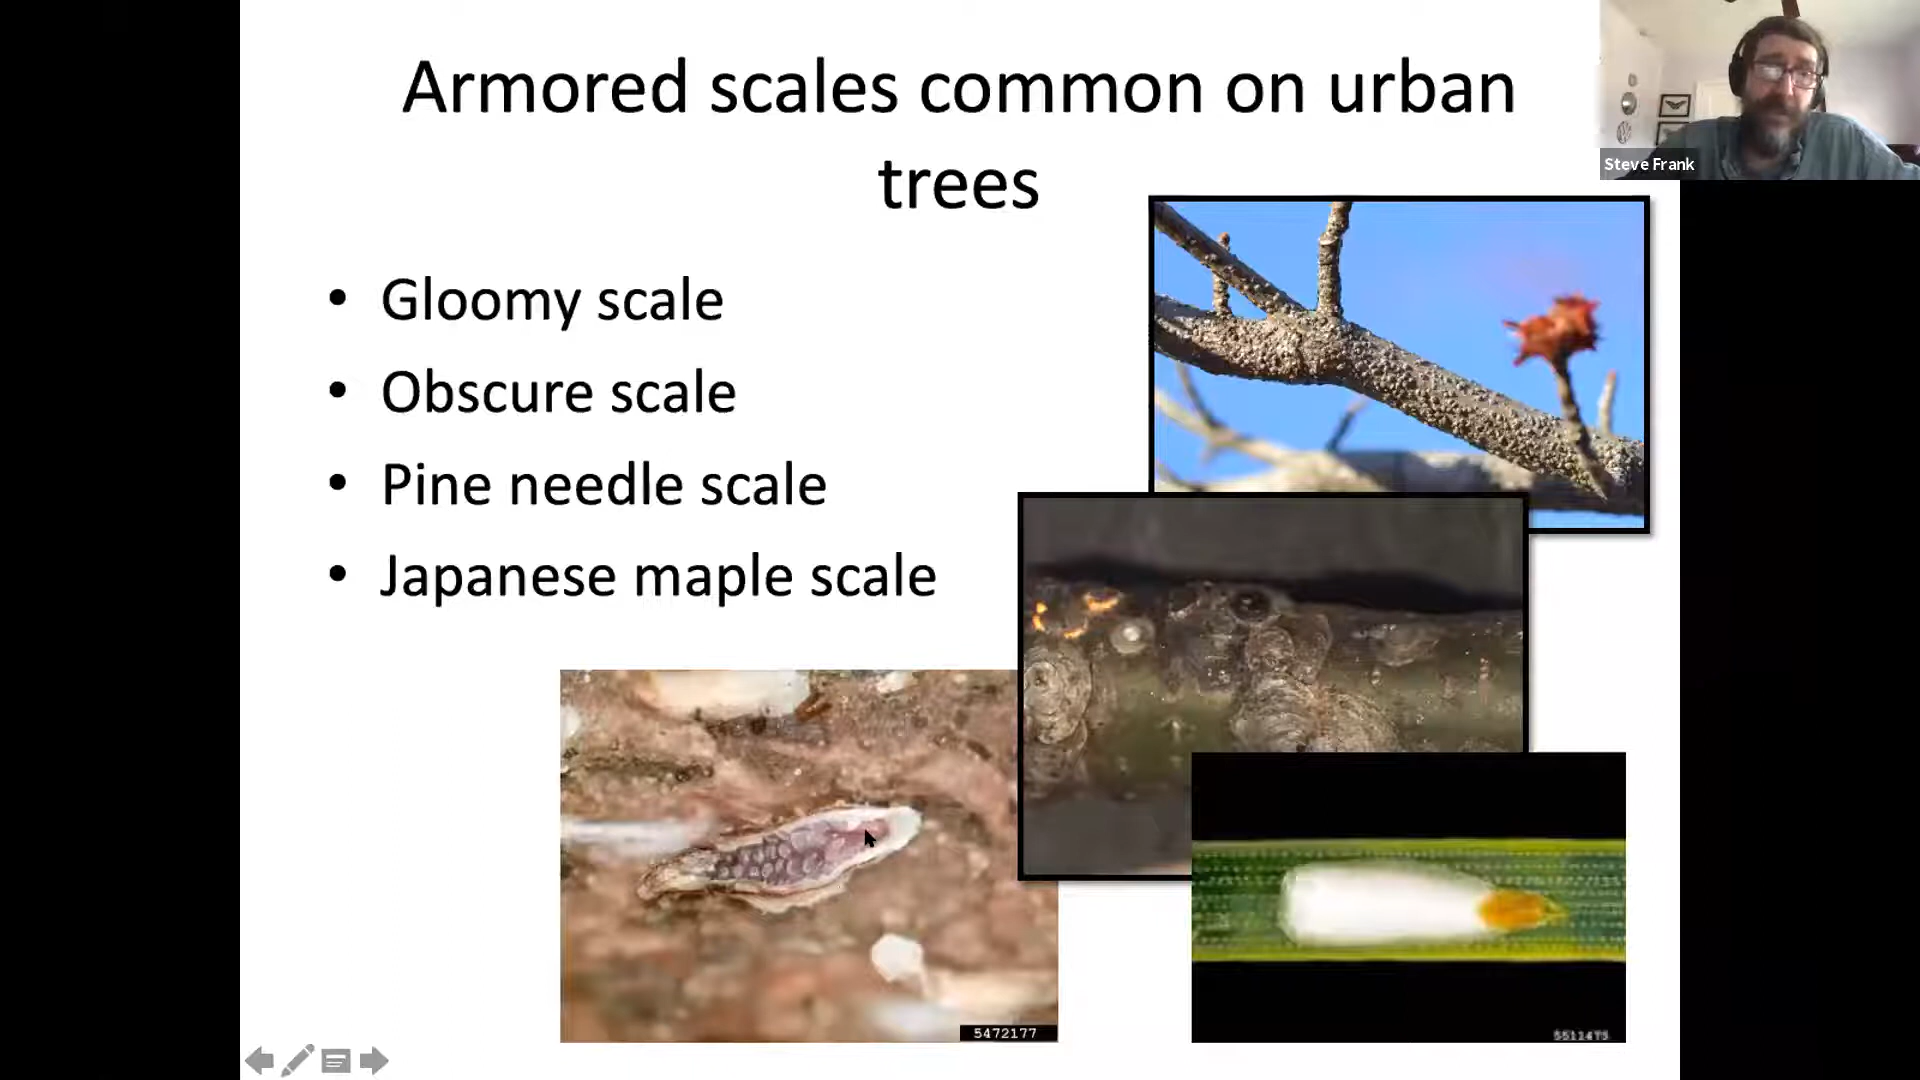 Armored scales common on urban
trees
Steve Frank
• Gloomy scale
• Obscure scale
• Pine needle scale
• Japanese maple scale
5472177
5511475